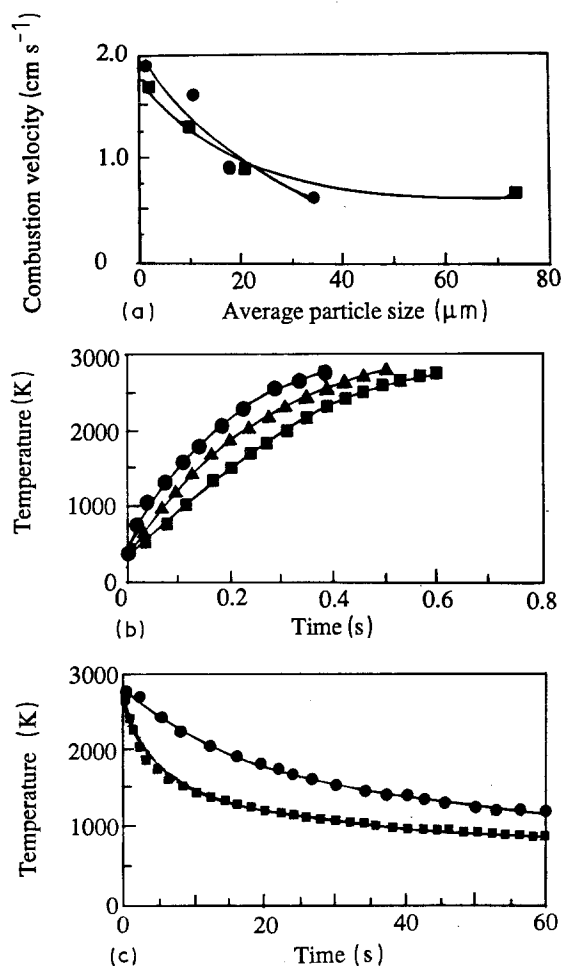 Combustion velocity (cm s⁻¹)
2.0
1.0
0
0
20
40
60
80
(a)
Average particle size (μm)
Temperature (K)
3000
2000
1000
0
0
0.2
0.4
0.6
0.8
(b)
Time (s)
Temperature (K)
3000
2000
1000
0
0
20
40
60
(c)
Time (s)